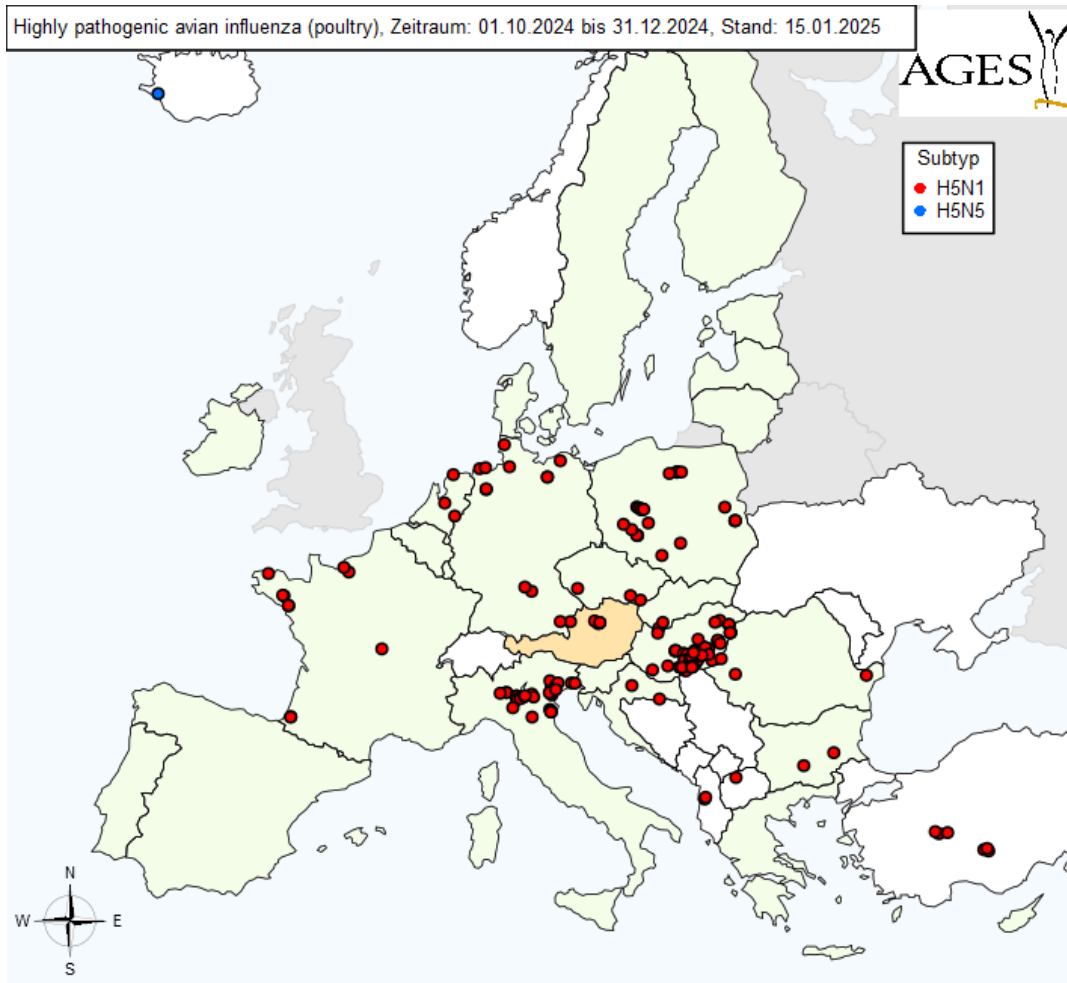 Highly pathogenic avian influenza (poultry), Zeitraum: 01.10.2024 bis 31.12.2024, Stand: 15.01.2025
AGES
Subtyp
H5N1
H5N5
N
W E
S